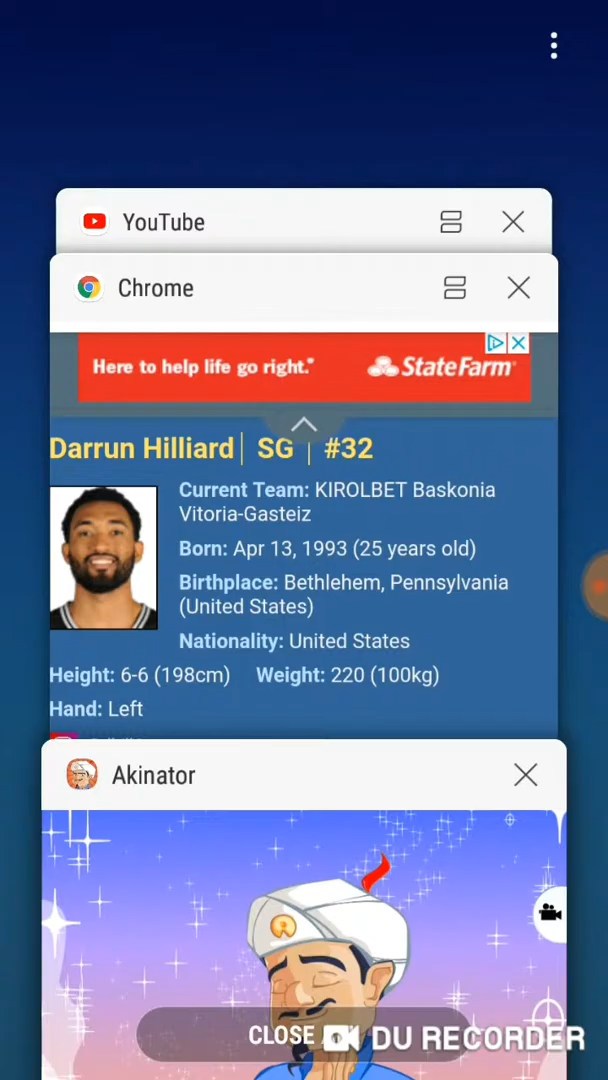 YouTube
Chrome
Here to help life go right.®
StateFarm®
Darrun Hilliard | SG | #32
Current Team: KIROLBET Baskonia
Vitoria-Gasteiz
Born: Apr 13, 1993 (25 years old)
Birthplace: Bethlehem, Pennsylvania
(United States)
Nationality: United States
Height: 6-6 (198cm) Weight: 220 (100kg)
Hand: Left
Akinator
CLOSE
DU RECORDER